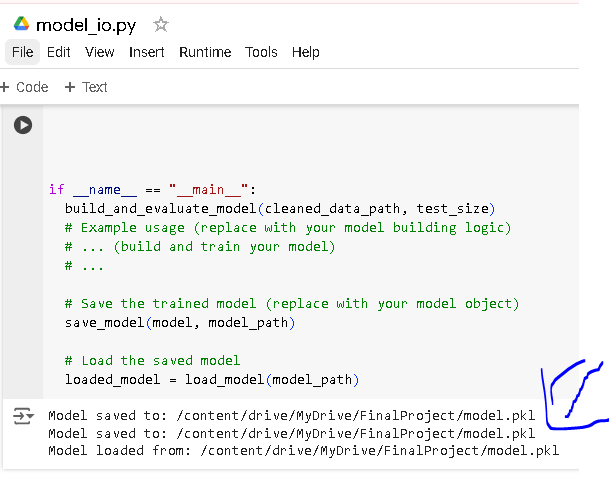 model_io.py
File Edit View Insert Runtime Tools Help
+ Code + Text
if __name__ == "__main__":
build_and_evaluate_model(cleaned_data_path, test_size)
# Example usage (replace with your model building logic)
# ... (build and train your model)
# ...
# Save the trained model (replace with your model object)
save_model(model, model_path)
# Load the saved model
loaded_model = load_model(model_path)
Model saved to: /content/drive/MyDrive/FinalProject/model.pkl
Model saved to: /content/drive/MyDrive/FinalProject/model.pkl
Model loaded from: /content/drive/MyDrive/FinalProject/model.pkl